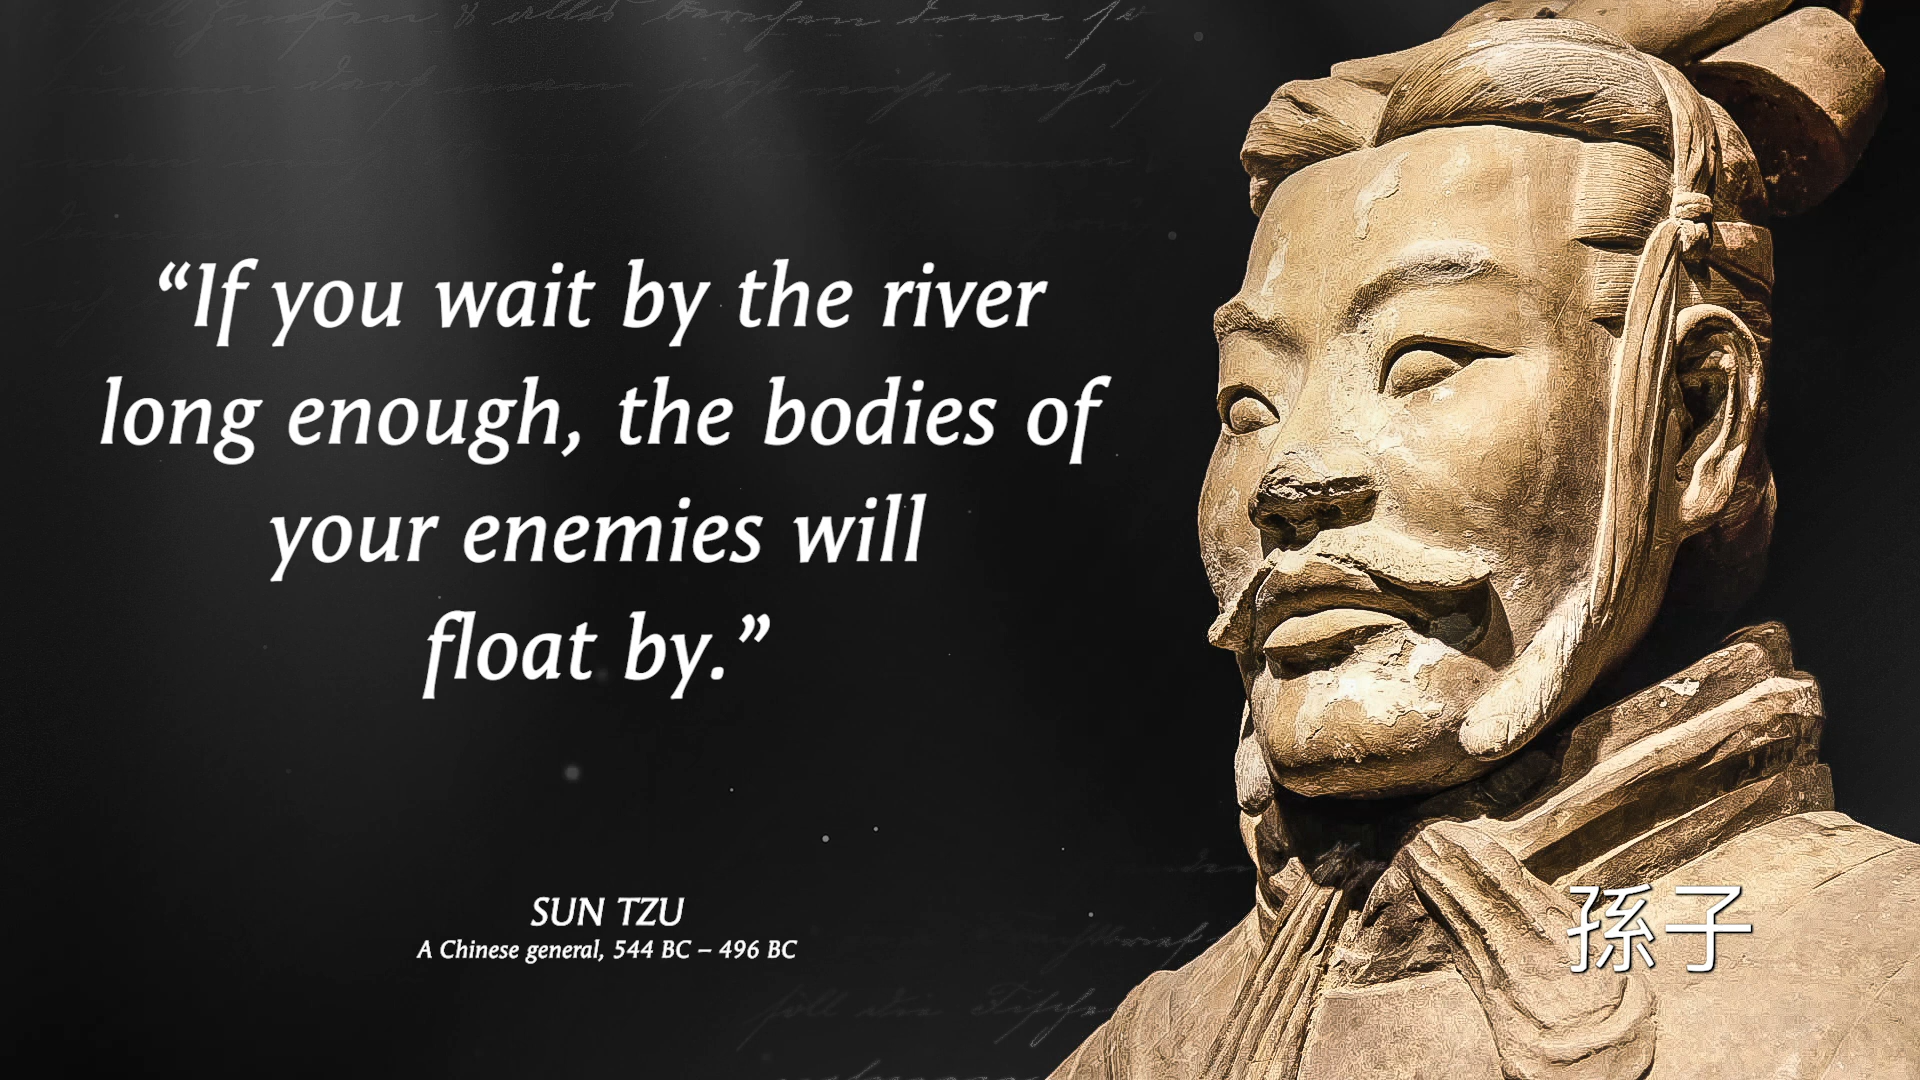 “If you wait by the river
long enough, the bodies of
your enemies will
float by.”
SUN TZU
A Chinese general, 544 BC – 496 BC
孫子